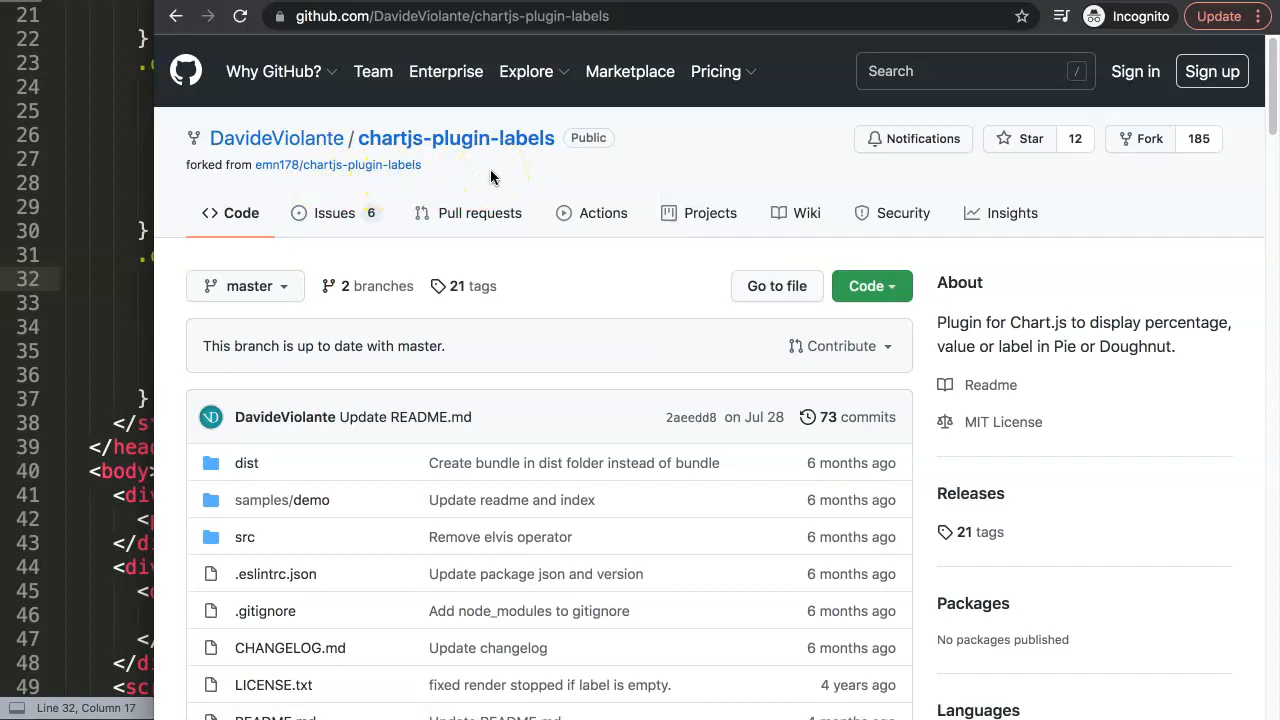 github.com/DavideViolante/chartjs-plugin-labels
Incognito
Update
Why GitHub?
Team
Enterprise
Explore
Marketplace
Pricing
Search
/
Sign in
Sign up
DavideViolante / chartjs-plugin-labels
Public
Notifications
Star
12
Fork
185
forked from emn178/chartjs-plugin-labels
Code
Issues 6
Pull requests
Actions
Projects
Wiki
Security
Insights
master
2 branches
21 tags
Go to file
Code
This branch is up to date with master.
Contribute
DavideViolante Update README.md
2aeedd8 on Jul 28
73 commits
dist
Create bundle in dist folder instead of bundle
6 months ago
samples/demo
Update readme and index
6 months ago
src
Remove elvis operator
6 months ago
.eslintrc.json
Update package json and version
6 months ago
.gitignore
Add node_modules to gitignore
6 months ago
CHANGELOG.md
Update changelog
6 months ago
LICENSE.txt
fixed render stopped if label is empty.
4 years ago
About
Plugin for Chart.js to display percentage,
value or label in Pie or Doughnut.
Readme
MIT License
Releases
21 tags
Packages
No packages published
Languages
21
22 }
23 .
24
25
26
27
28
29
30 }
31 .
32
33
34
35
36
37 }
38 </s
39 </hea
40 <body>
41 <div
42 <p
43 </d
44 <div
45 <
46
47 </
48 </d
49 <sc
Line 32, Column 17